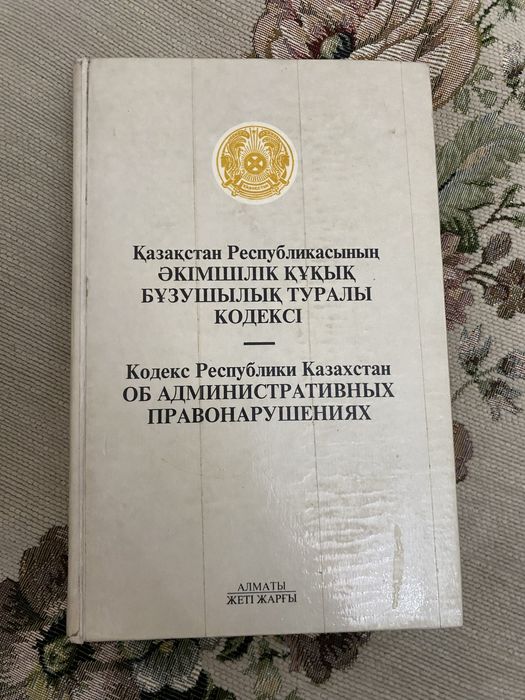 Қазақстан Республикасының
ӘКІМШІЛІК ҚҰҚЫҚ
БҰЗУШЫЛЫҚ ТУРАЛЫ
КОДЕКСІ
Кодекс Республики Казахстан
ОБ АДМИНИСТРАТИВНЫХ
ПРАВОНАРУШЕНИЯХ
АЛМАТЫ
ЖЕТІ ЖАРҒЫ